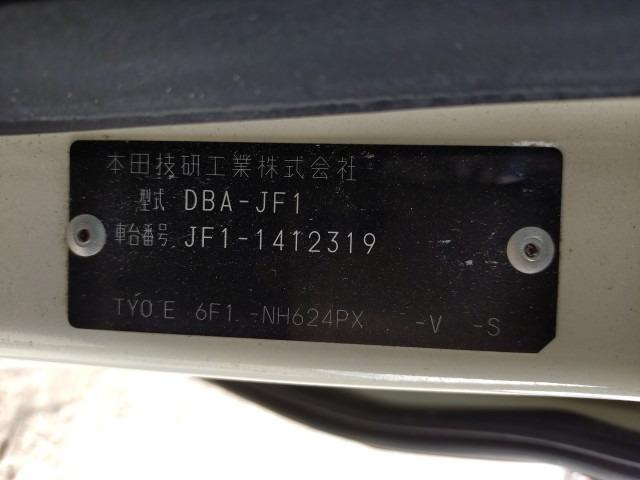 本田技研工業株式会社
型式 DBA-JF1
車台番号 JF1-1412319
TYO E 6F1 -NH624PX -V -S